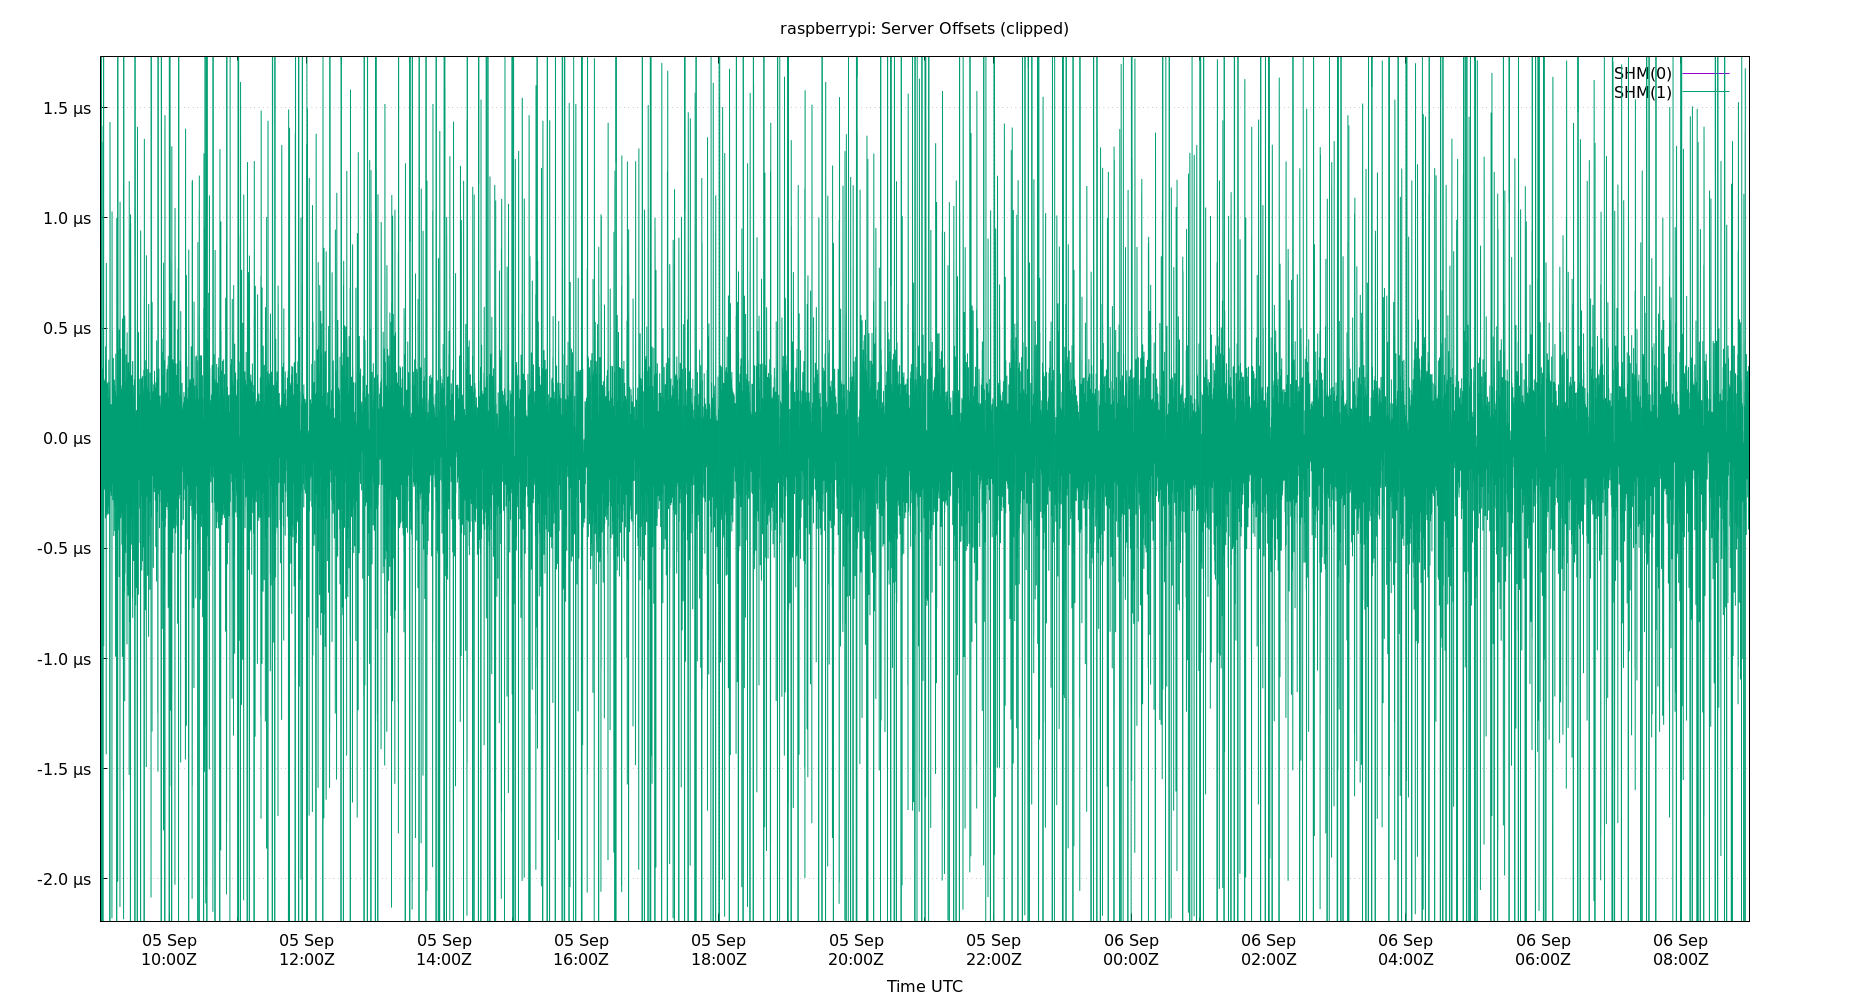 raspberrypi: Server Offsets (clipped)
SHM(0)
SHM(1)
1.5 µs
1.0 µs
0.5 µs
0.0 µs
-0.5 µs
-1.0 µs
-1.5 µs
-2.0 µs
05 Sep 05 Sep 05 Sep 05 Sep 05 Sep 05 Sep 05 Sep 06 Sep 06 Sep 06 Sep 06 Sep 06 Sep
10:00Z 12:00Z 14:00Z 16:00Z 18:00Z 20:00Z 22:00Z 00:00Z 02:00Z 04:00Z 06:00Z 08:00Z
Time UTC